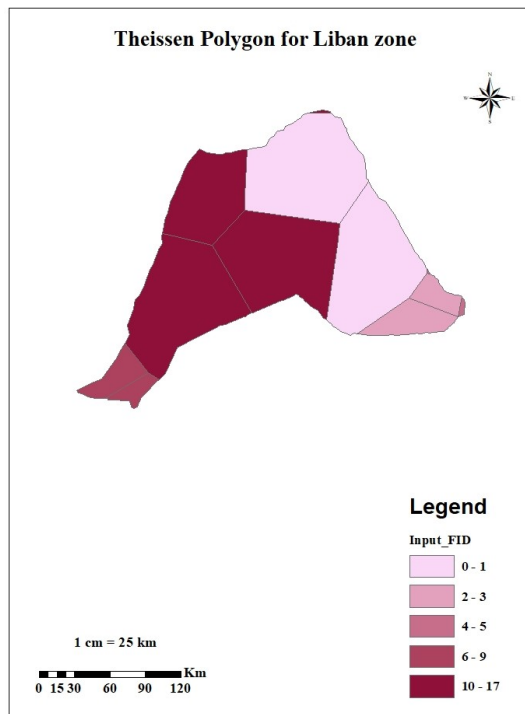 Theissen Polygon for Liban zone
N
W E
S
Legend
Input_FID
0 - 1
2 - 3
4 - 5
6 - 9
10 - 17
1 cm = 25 km
Km
0 15 30 60 90 120